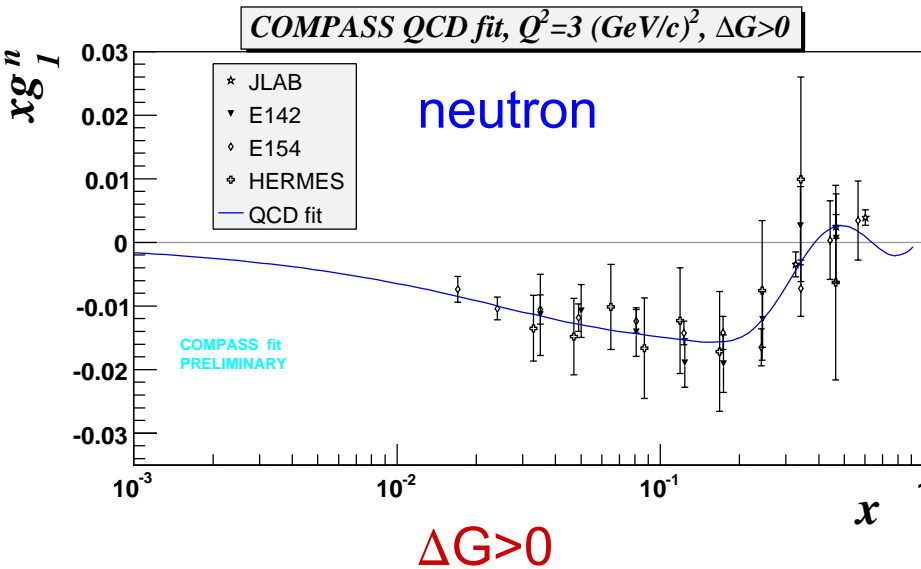 COMPASS QCD fit, Q²=3 (GeV/c)², ΔG>0
xg₁ⁿ
0.03
0.02
0.01
0
-0.01
-0.02
-0.03
JLAB
E142
E154
HERMES
QCD fit
neutron
COMPASS fit
PRELIMINARY
10⁻³
10⁻²
10⁻¹
1
x
ΔG>0